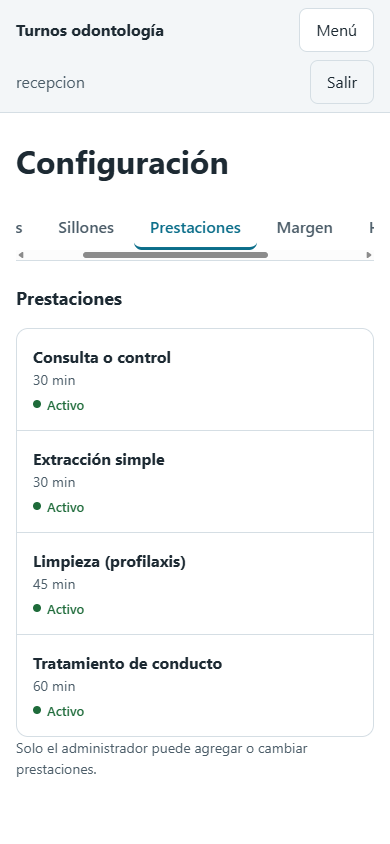 Turnos odontología
Menú
recepcion
Salir
Configuración
s Sillones Prestaciones Margen
Prestaciones
Consulta o control
30 min
Activo
Extracción simple
30 min
Activo
Limpieza (profilaxis)
45 min
Activo
Tratamiento de conducto
60 min
Activo
Solo el administrador puede agregar o cambiar
prestaciones.